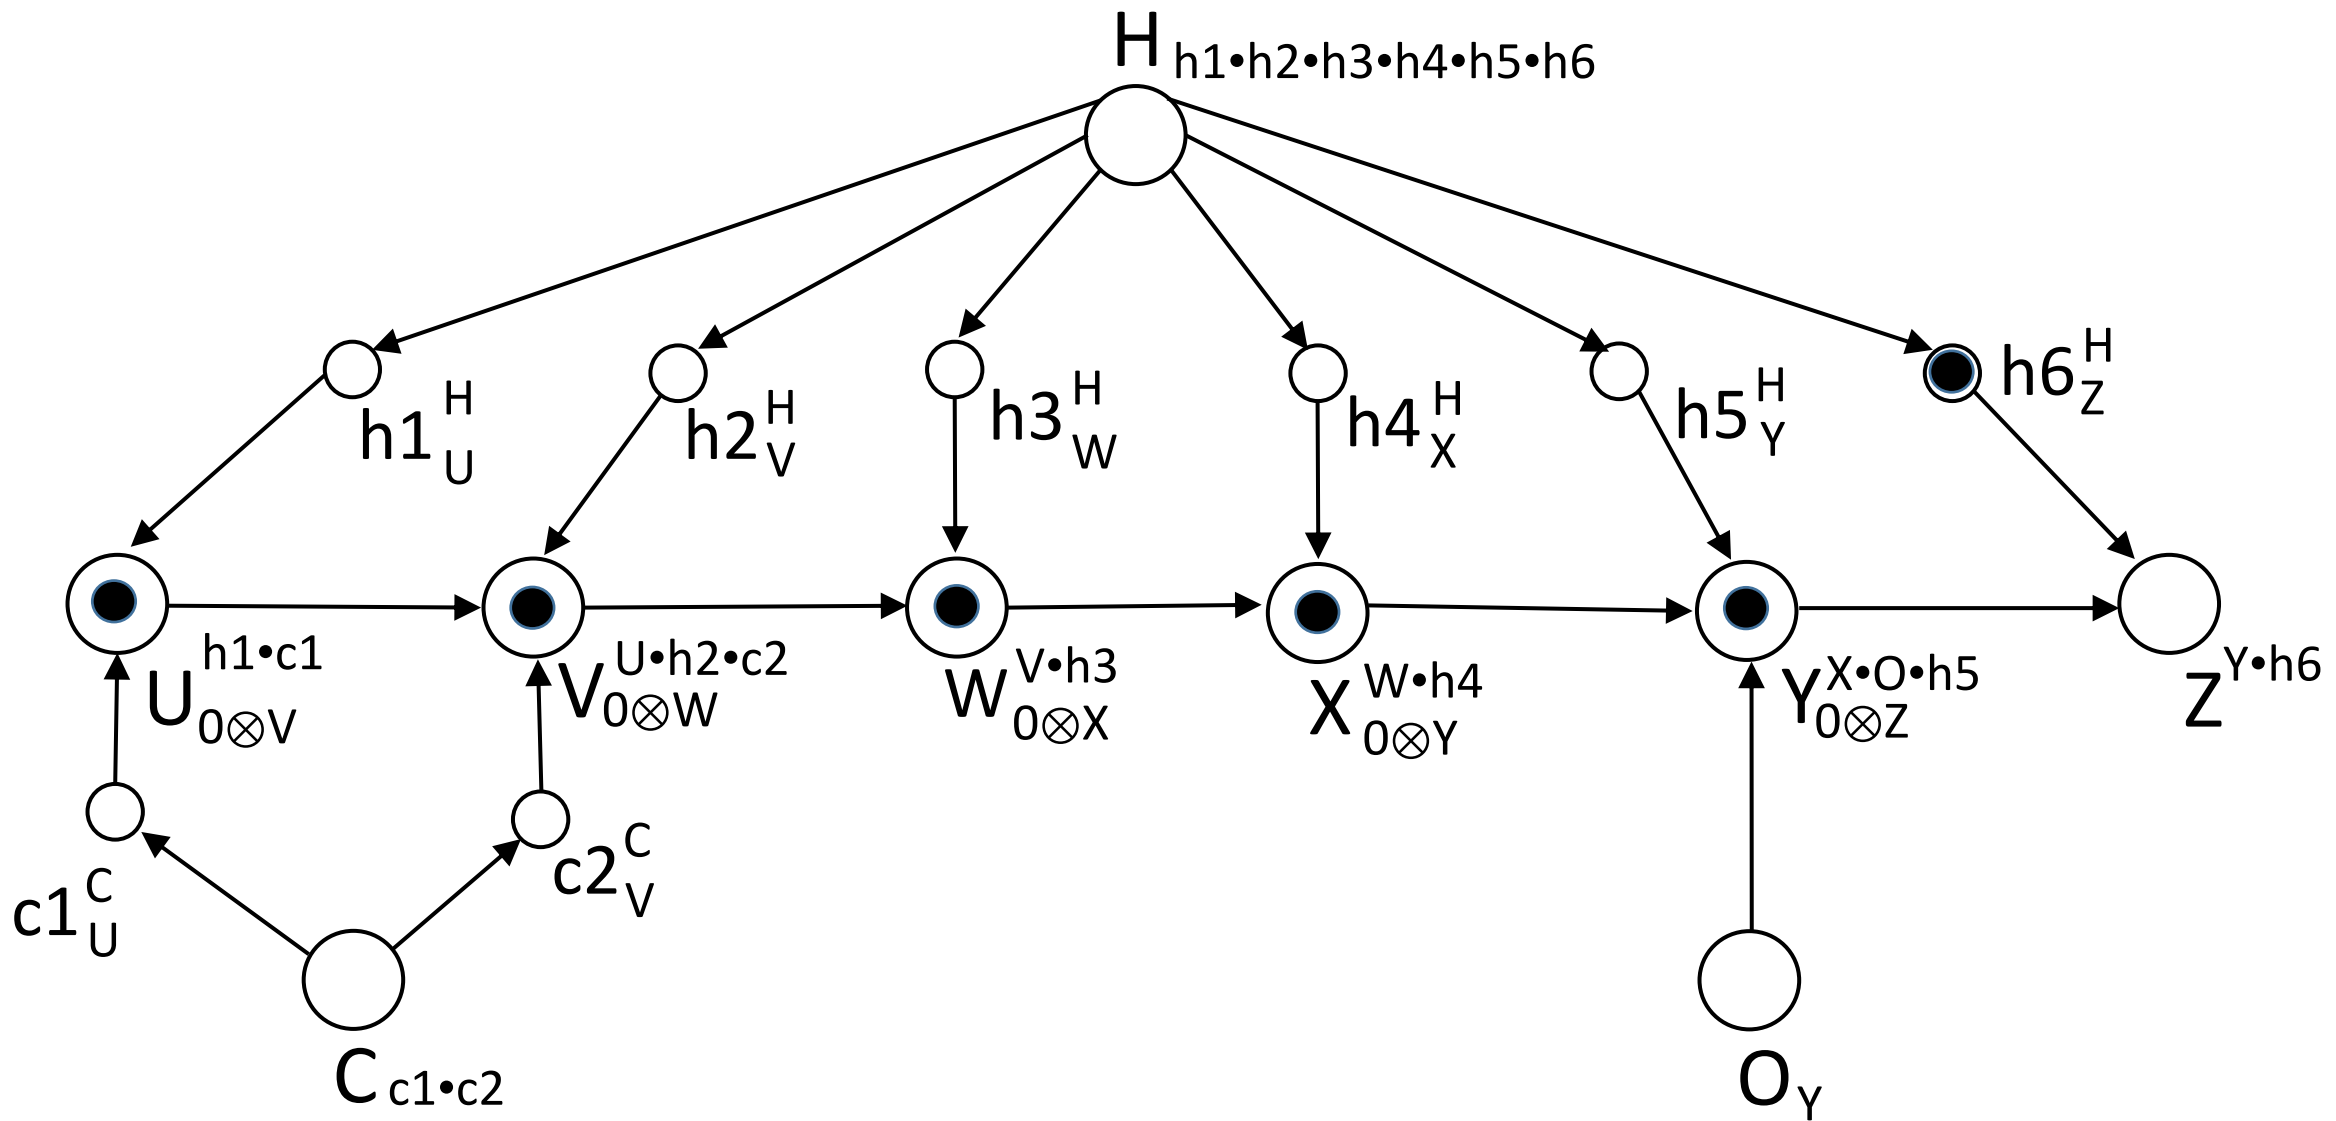 H h1•h2•h3•h4•h5•h6
h1 H U
h2 H V
h3 H W
h4 H X
h5 H Y
h6 H Z
U h1•c1 0⊗V
V U•h2•c2 0⊗W
W V•h3 0⊗X
X W•h4 0⊗Y
Y X•O•h5 0⊗Z
Z Y•h6
c1 C U
c2 C V
C c1•c2
O Y